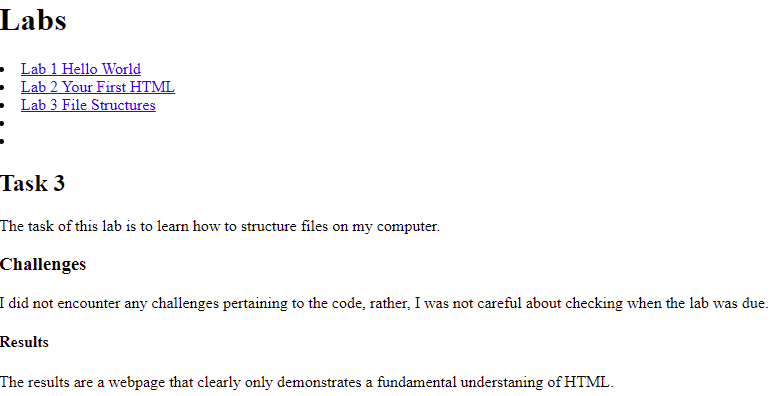 Labs
Lab 1 Hello World
Lab 2 Your First HTML
Lab 3 File Structures
Task 3
The task of this lab is to learn how to structure files on my computer.
Challenges
I did not encounter any challenges pertaining to the code, rather, I was not careful about checking when the lab was due.
Results
The results are a webpage that clearly only demonstrates a fundamental understaning of HTML.